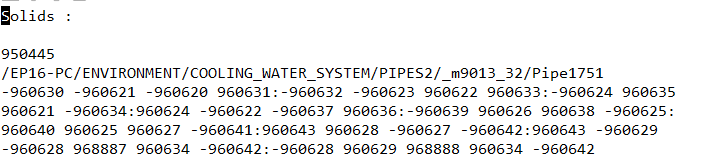 Solids :
950445
/EP16-PC/ENVIRONMENT/COOLING_WATER_SYSTEM/PIPES2/_m9013_32/Pipe1751
-960630 -960621 -960620 960631:-960632 -960623 960622 960633:-960624 960635
960621 -960634:960624 -960622 -960637 960636:-960639 960626 960638 -960625:
960640 960625 960627 -960641:960643 960628 -960627 -960642:960643 -960629
-960628 968887 960634 -960642:-960628 960629 968888 960634 -960642